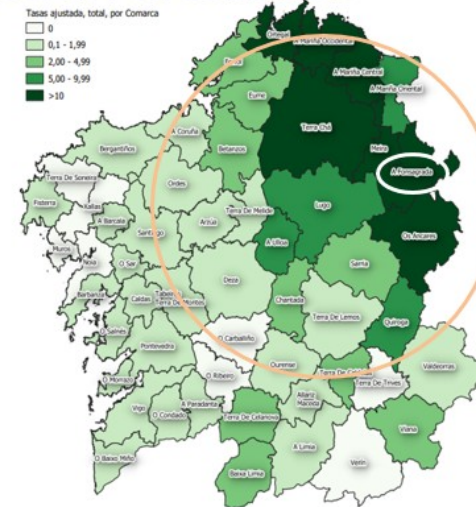 Tasas ajustada, total, por Comarca
0
0,1 - 1,99
2,00 - 4,99
5,00 - 9,99
>10
Ortegal
A Mariña Occidental
Ferrol
A Mariña Central
A Mariña Oriental
Eume
A Coruña
Terra Chá
Bergantiños
Betanzos
Meira
A Fonsagrada
Terra De Soneira
Ordes
Fisterra
Xallas
Lugo
A Barcala
Arzúa
Terra De Melide
Santiago
Os Ancares
Muros
A Ulloa
Noia
O Sar
Sarria
Deza
Barbanza
Caldas
Terra De Montes
Chantada
Terra De Lemos
Quiroga
O Salnés
Pontevedra
O Carballiño
Ourense
Valdeorras
O Morrazo
O Ribeiro
Terra De Trives
Vigo
A Paradanta
O Condado
Allariz
Maceda
Terra De Celanova
Viana
O Baixo Miño
A Limia
Verín
Baixa Limia